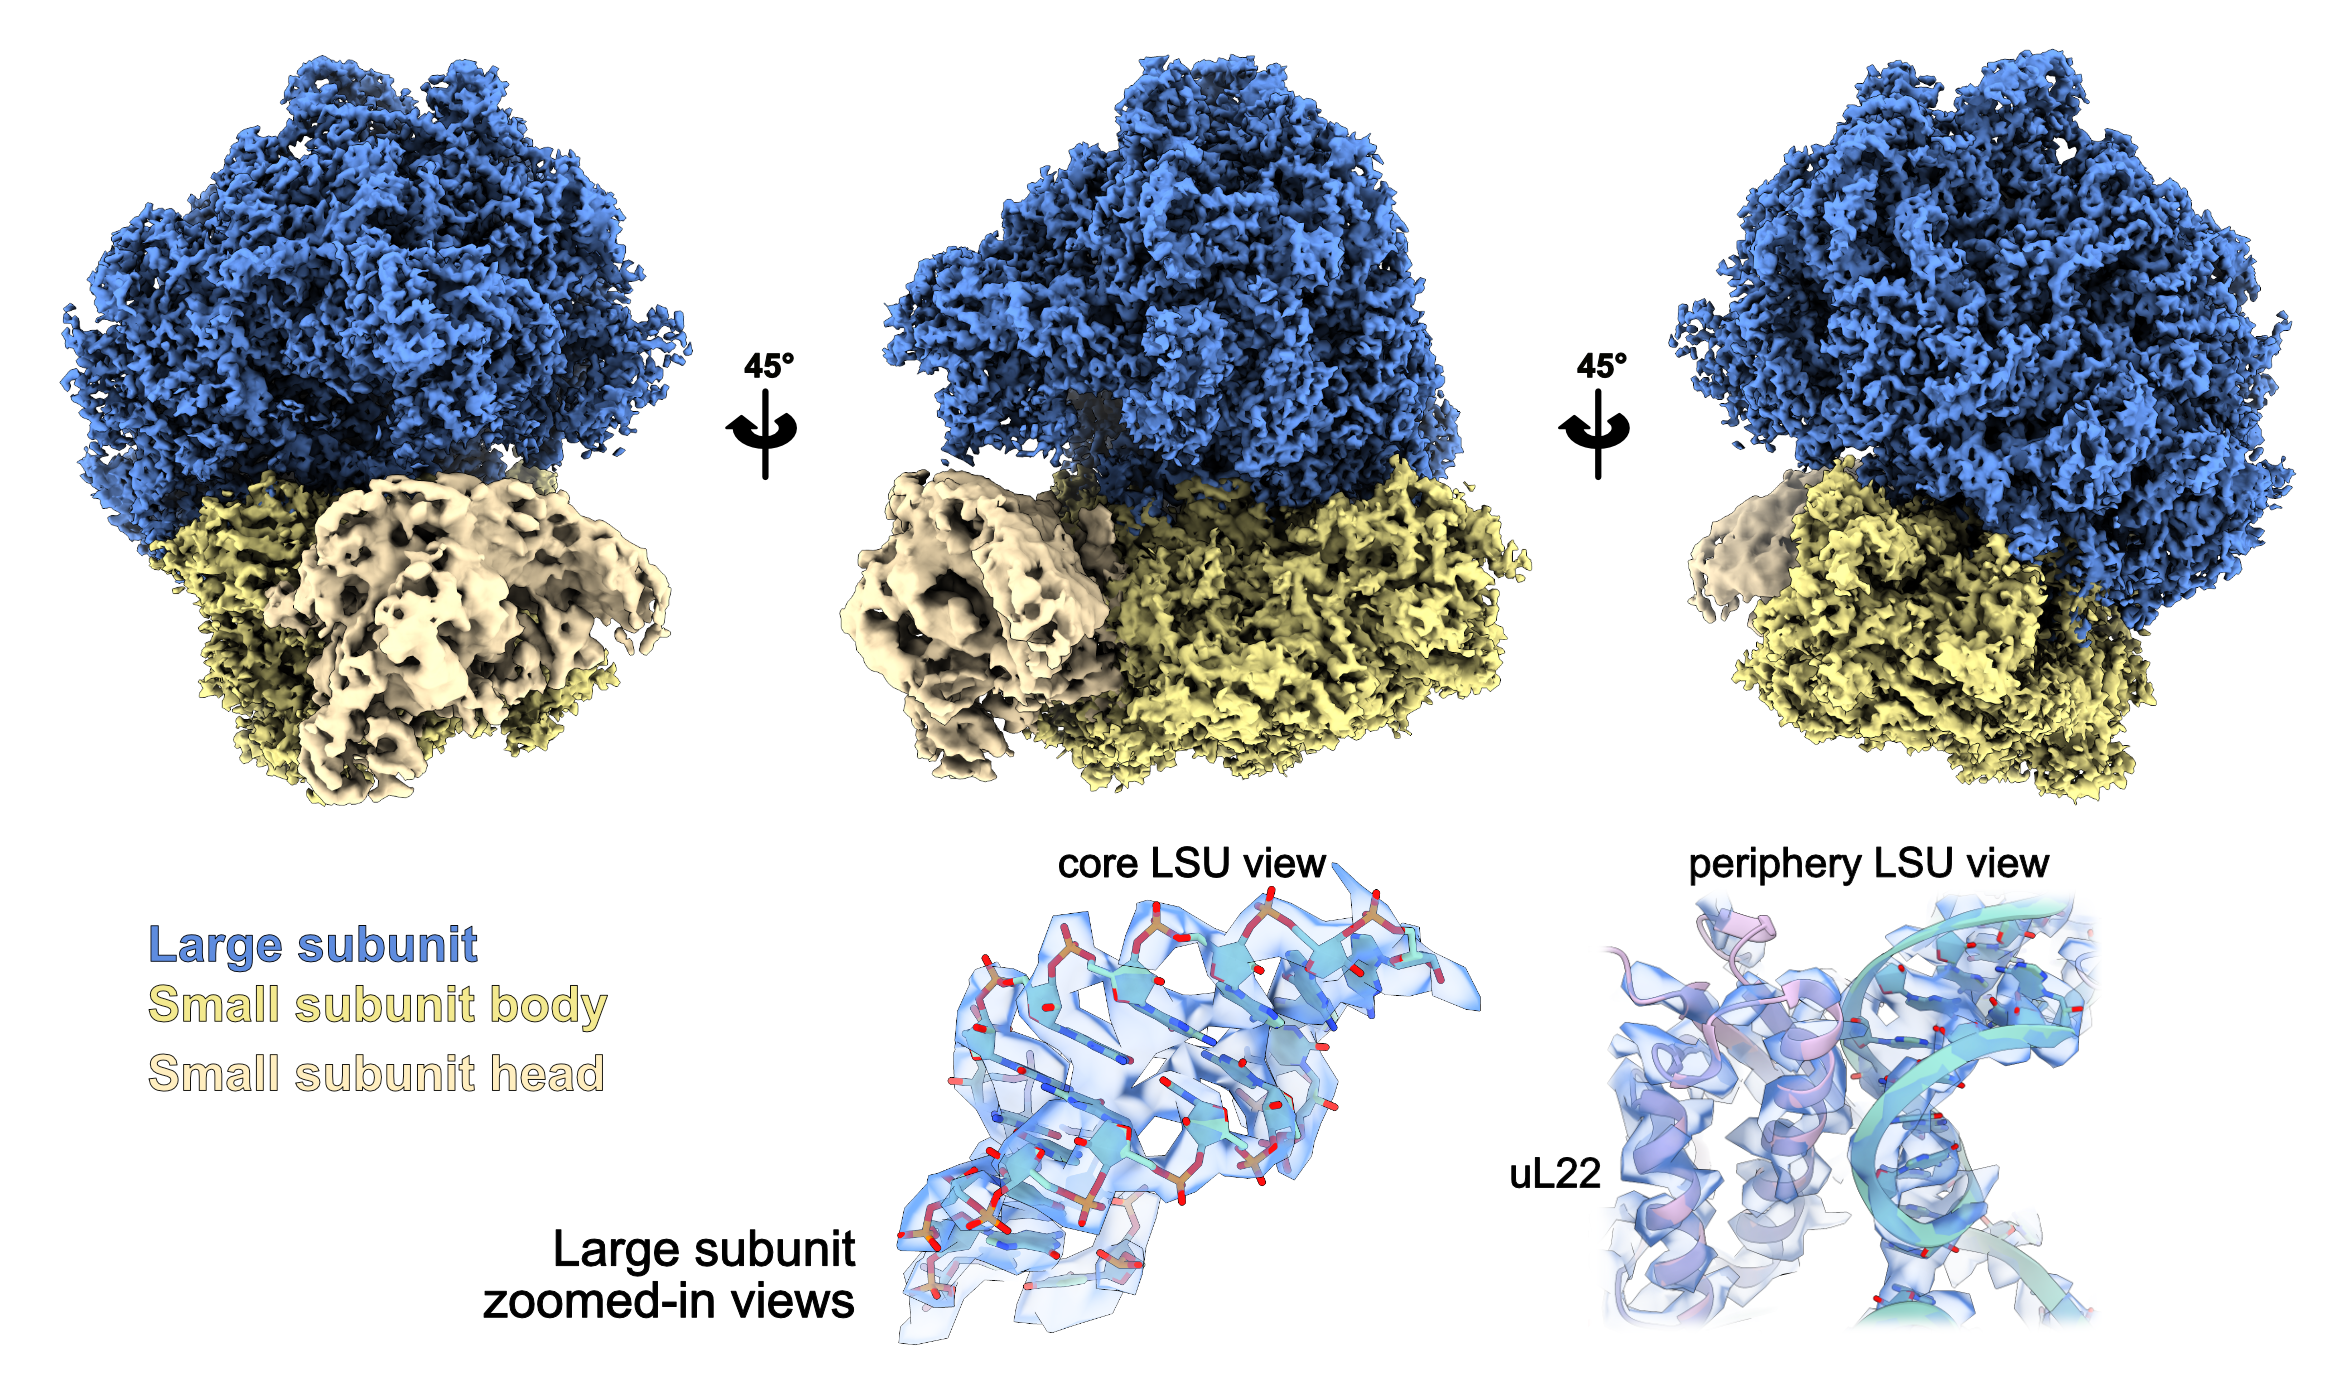 45°
45°
core LSU view
periphery LSU view
Large subunit
Small subunit body
Small subunit head
uL22
Large subunit
zoomed-in views